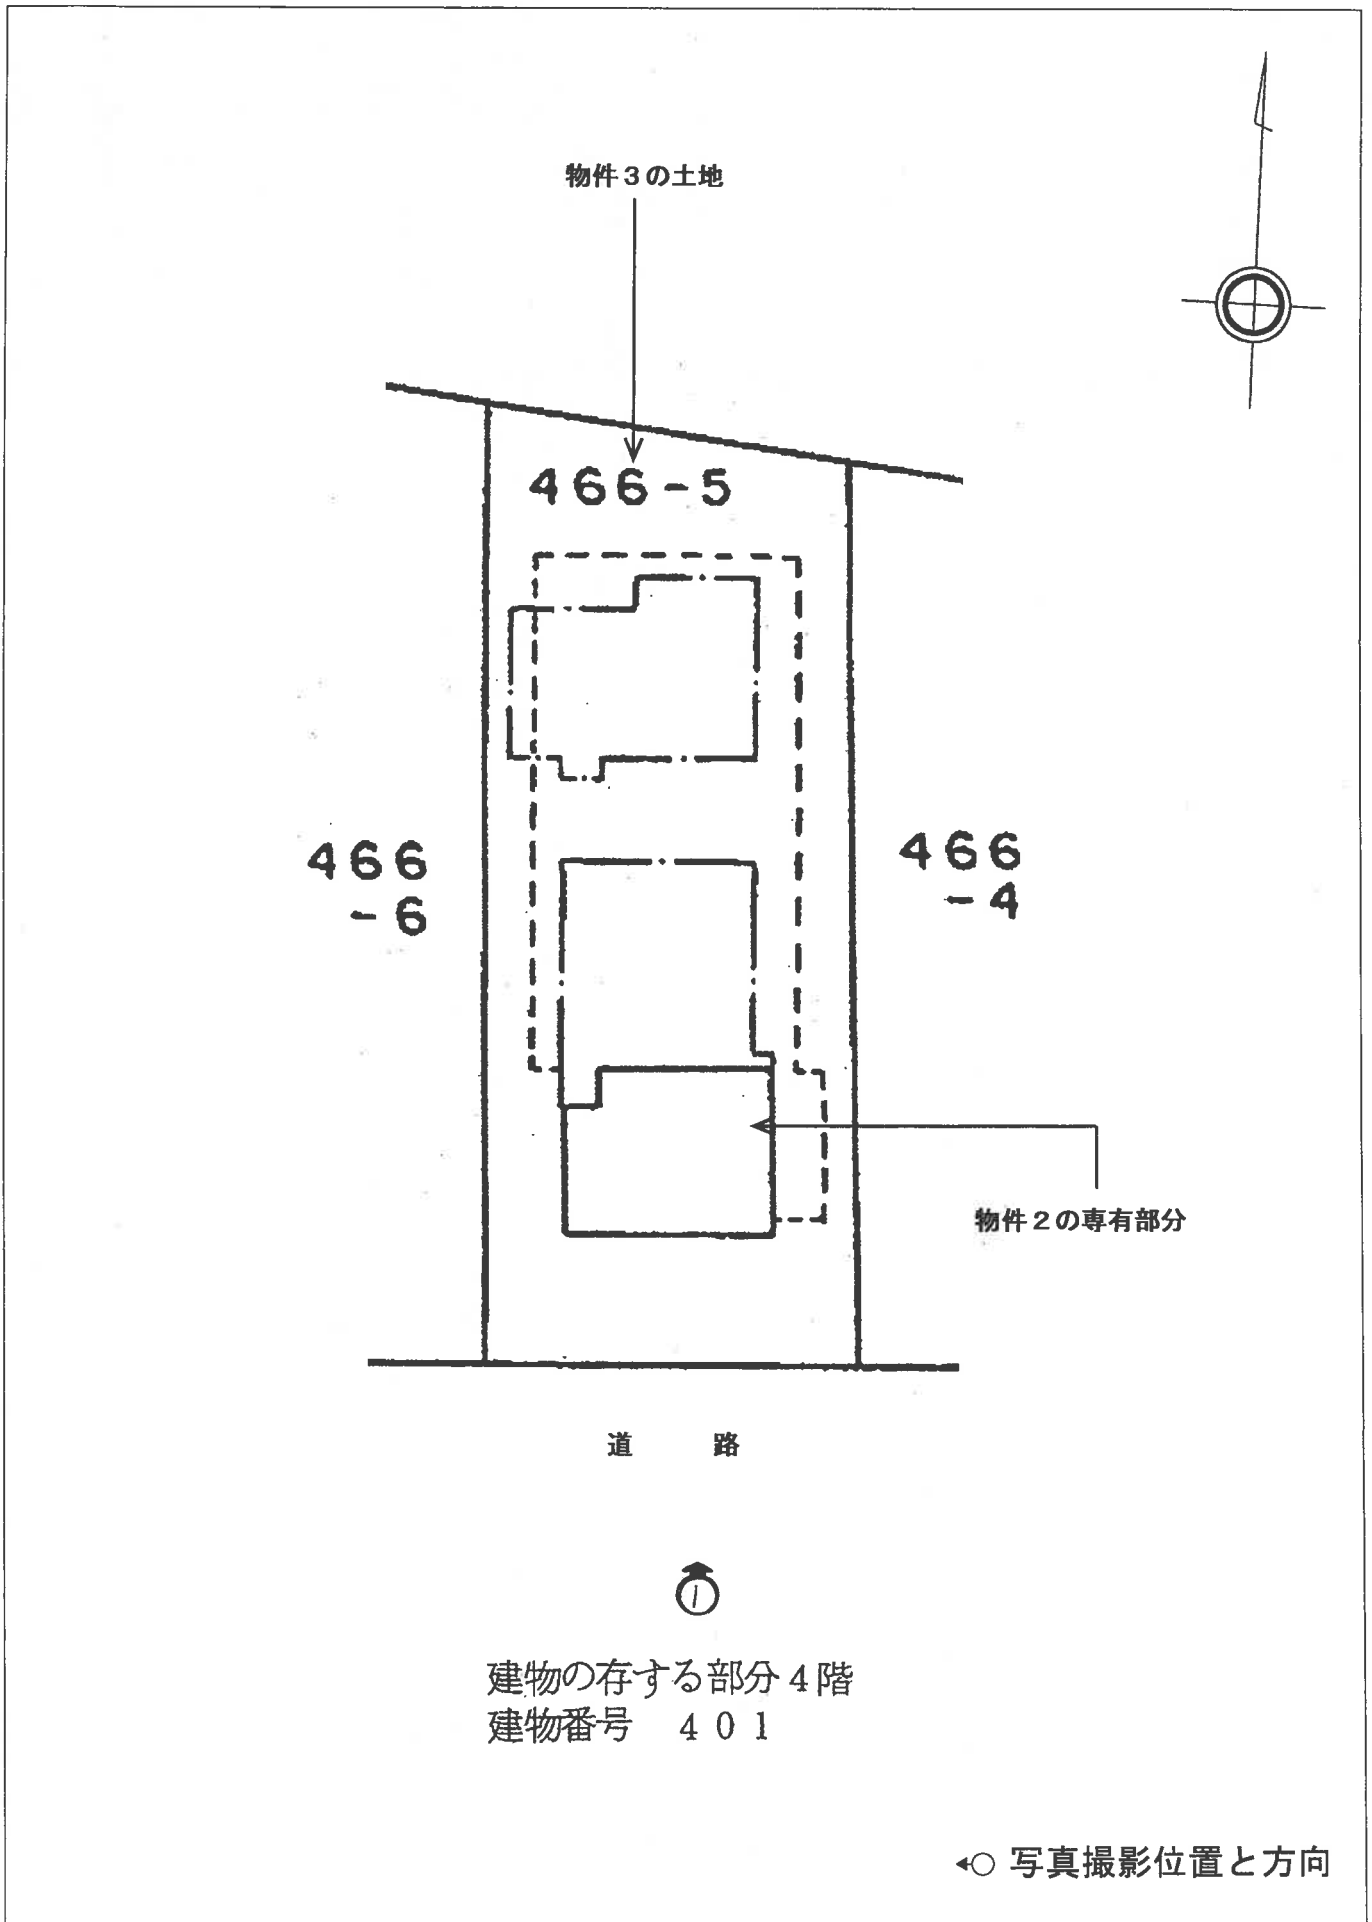 物件３の土地
466-5
466
-6
466
-4
物件２の専有部分
道　路
1
建物の存する部分４階
建物番号　４０１
写真撮影位置と方向